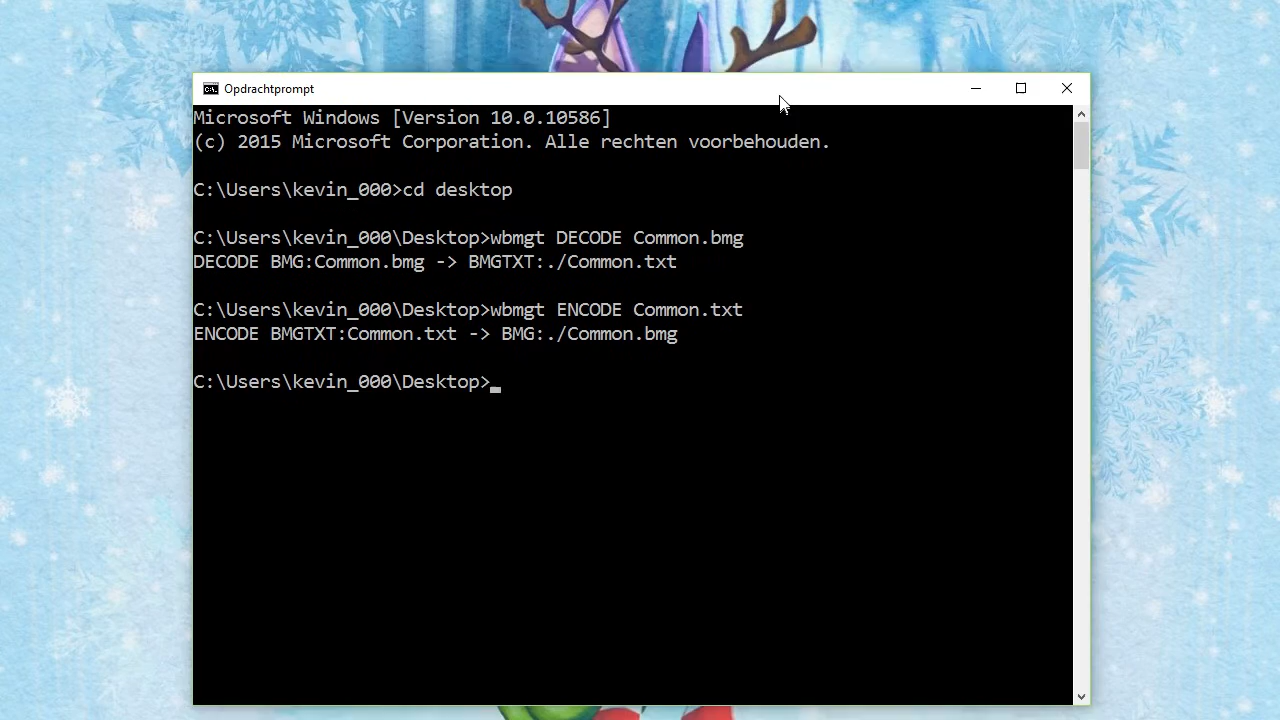 Opdrachtprompt
Microsoft Windows [Version 10.0.10586]
(c) 2015 Microsoft Corporation. Alle rechten voorbehouden.
C:\Users\kevin_000>cd desktop
C:\Users\kevin_000\Desktop>wbmgt DECODE Common.bmg
DECODE BMG:Common.bmg -> BMGTXT:./Common.txt
C:\Users\kevin_000\Desktop>wbmgt ENCODE Common.txt
ENCODE BMGTXT:Common.txt -> BMG:./Common.bmg
C:\Users\kevin_000\Desktop>